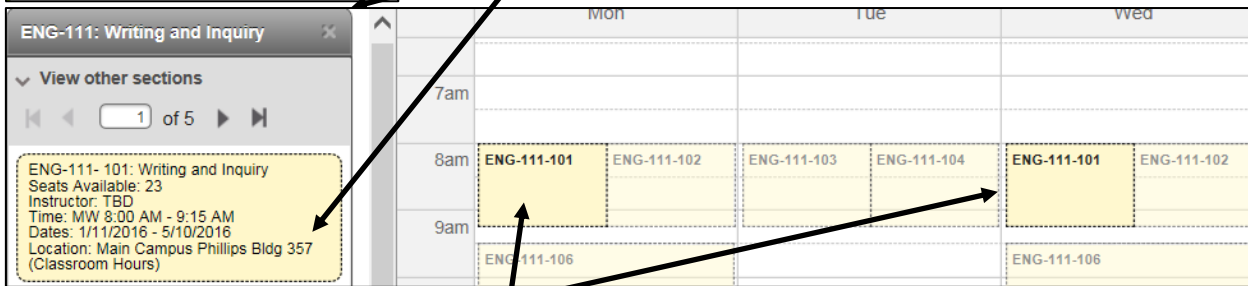 ENG-111: Writing and Inquiry
View other sections
1 of 5
ENG-111- 101: Writing and Inquiry
Seats Available: 23
Instructor: TBD
Time: MW 8:00 AM - 9:15 AM
Dates: 1/11/2016 - 5/10/2016
Location: Main Campus Phillips Bldg 357
(Classroom Hours)
Mon Tue Wed
7am
8am ENG-111-101 ENG-111-102 ENG-111-103 ENG-111-104 ENG-111-101 ENG-111-102
9am
ENG-111-106 ENG-111-106